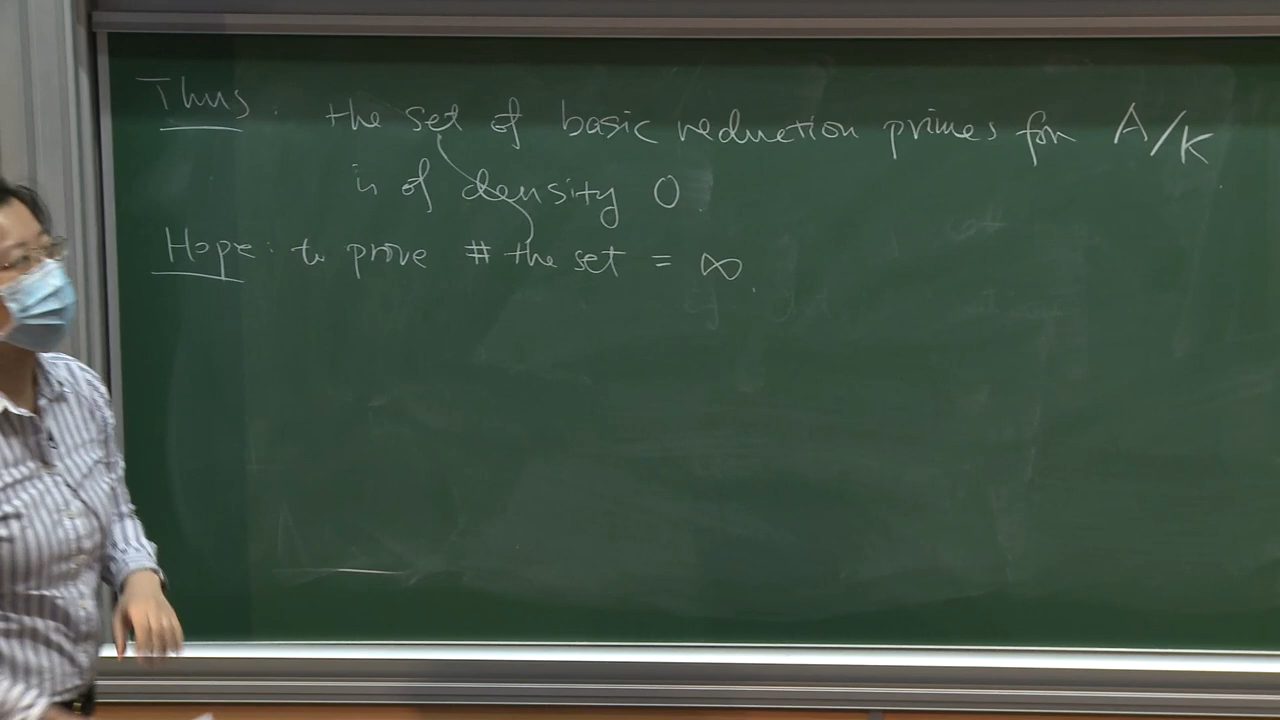 Thus: the set of basic reduction primes for A/K
is of density 0.
Hope: to prove # the set = ∞.